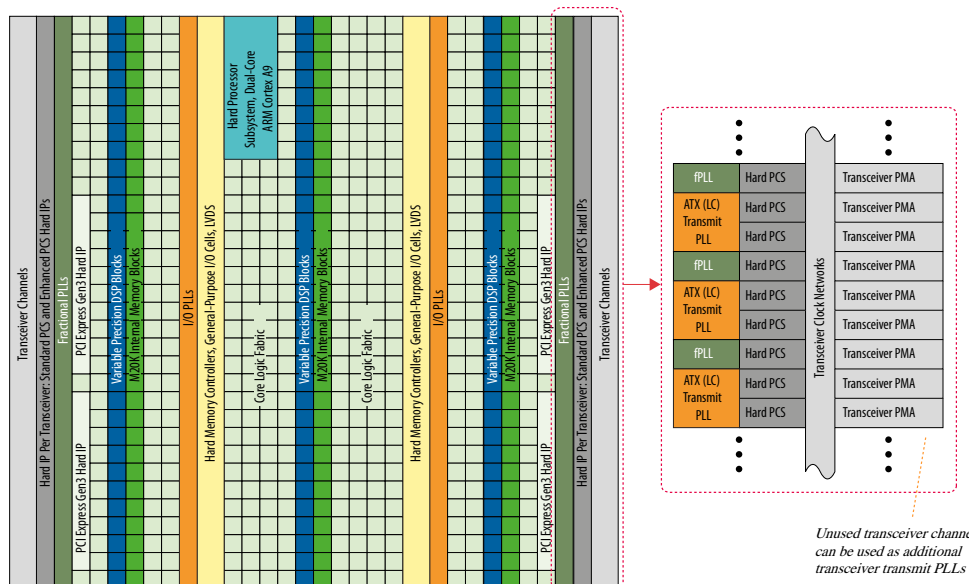 Transceiver Channels
Hard IP Per Transceiver: Standard PCS and Enhanced PCS Hard IPs
Fractional PLLs
PCI Express Gen3 Hard IP
PCI Express Gen3 Hard IP
Variable Precision DSP Blocks
M20K Internal Memory Blocks
I/O PLLs
Hard Memory Controllers, General-Purpose I/O Cells, LVDS
Hard Processor
Subsystem, Dual-Core
ARM Cortex A9
Core Logic Fabric
Variable Precision DSP Blocks
M20K Internal Memory Blocks
Core Logic Fabric
Hard Memory Controllers, General-Purpose I/O Cells, LVDS
I/O PLLs
Variable Precision DSP Blocks
M20K Internal Memory Blocks
PCI Express Gen3 Hard IP
PCI Express Gen3 Hard IP
Fractional PLLs
Hard IP Per Transceiver: Standard PCS and Enhanced PCS Hard IPs
Transceiver Channels
fPLL
ATX (LC)
Transmit
PLL
fPLL
ATX (LC)
Transmit
PLL
fPLL
ATX (LC)
Transmit
PLL
Hard PCS
Hard PCS
Hard PCS
Hard PCS
Hard PCS
Hard PCS
Hard PCS
Hard PCS
Hard PCS
Transceiver Clock Networks
Transceiver PMA
Transceiver PMA
Transceiver PMA
Transceiver PMA
Transceiver PMA
Transceiver PMA
Transceiver PMA
Transceiver PMA
Transceiver PMA
Unused transceiver
can be used as additional
transceiver transmit PLLs